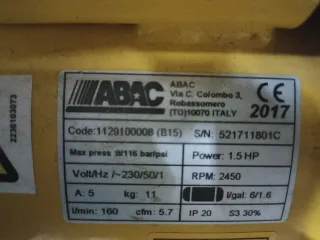 ABAC
ABAC
Via C. Colombo 3,
Robassomero
(TO)10070 ITALY
CE
2017
Code:1129100008 (B15)
S/N: 521711801C
Max press :8/116 bar/psi
Power: 1.5 HP
Volt/Hz /~230/50/1
RPM: 2450
A: 5
kg: 11
l/gal: 6/1.6
l/min: 160
cfm: 5.7
IP 20
S3 30%
2236103073